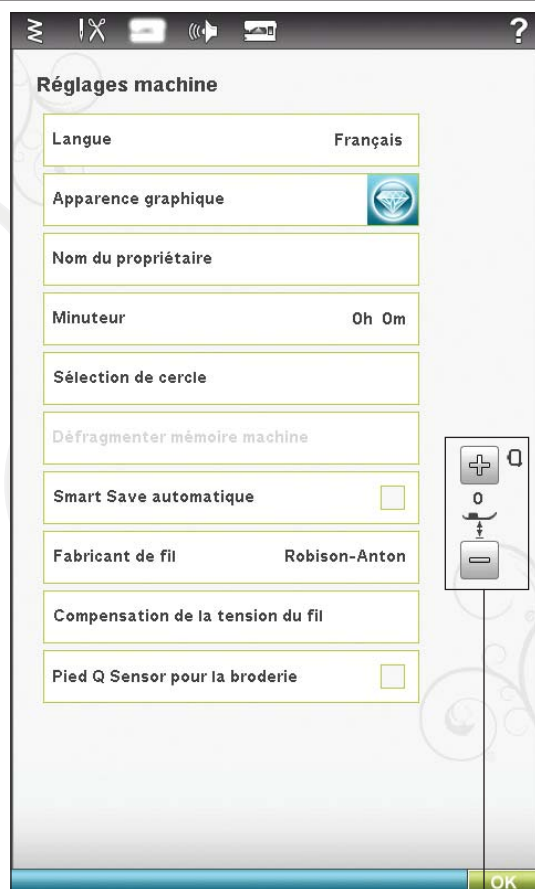 ?
Réglages machine
Langue Français
Apparence graphique
Nom du propriétaire
Minuteur 0h 0m
Sélection de cercle
Défragmenter mémoire machine
Smart Save automatique
0
Fabricant de fil Robison-Anton
Compensation de la tension du fil
Pied Q Sensor pour la broderie
OK